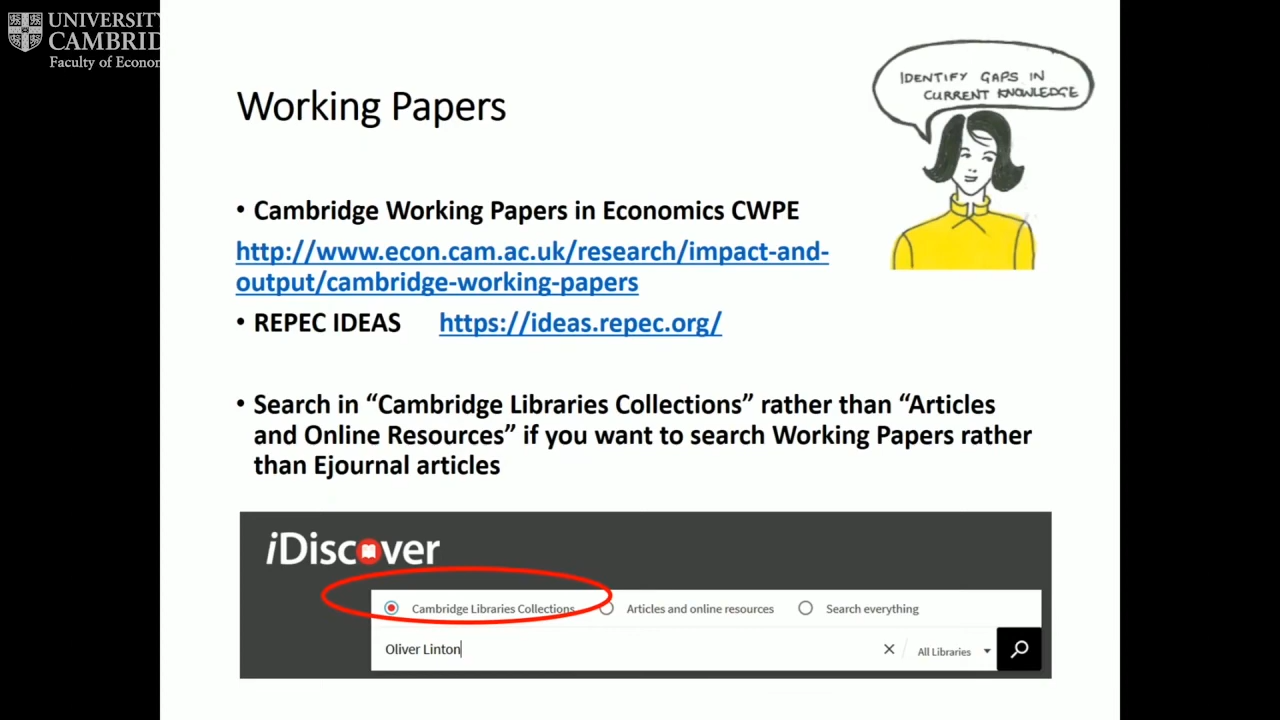 UNIVERSITY
CAMBRID
Faculty of Econom
IDENTIFY GAPS IN
CURRENT KNOWLEDGE
Working Papers
• Cambridge Working Papers in Economics CWPE
http://www.econ.cam.ac.uk/research/impact-and-
output/cambridge-working-papers
• REPEC IDEAS https://ideas.repec.org/
• Search in “Cambridge Libraries Collections” rather than “Articles
and Online Resources” if you want to search Working Papers rather
than Ejournal articles
iDiscover
Cambridge Libraries Collections Articles and online resources Search everything
Oliver Linton All Libraries